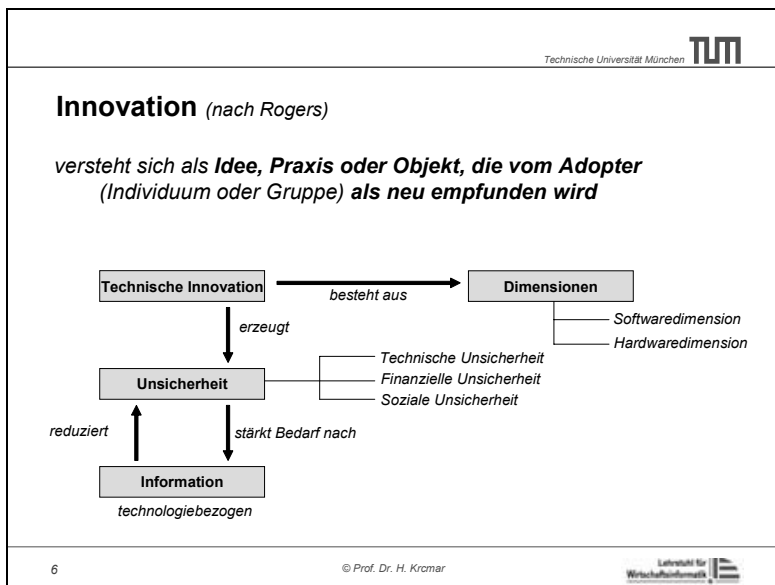 Technische Universität München TUM
Innovation (nach Rogers)
versteht sich als Idee, Praxis oder Objekt, die vom Adopter
(Individuum oder Gruppe) als neu empfunden wird
Technische Innovation
besteht aus
Dimensionen
Softwaredimension
Hardwaredimension
erzeugt
Unsicherheit
Technische Unsicherheit
Finanzielle Unsicherheit
Soziale Unsicherheit
reduziert
stärkt Bedarf nach
Information
technologiebezogen
6
© Prof. Dr. H. Krcmar
Lehrstuhl für
Wirtschaftsinformatik